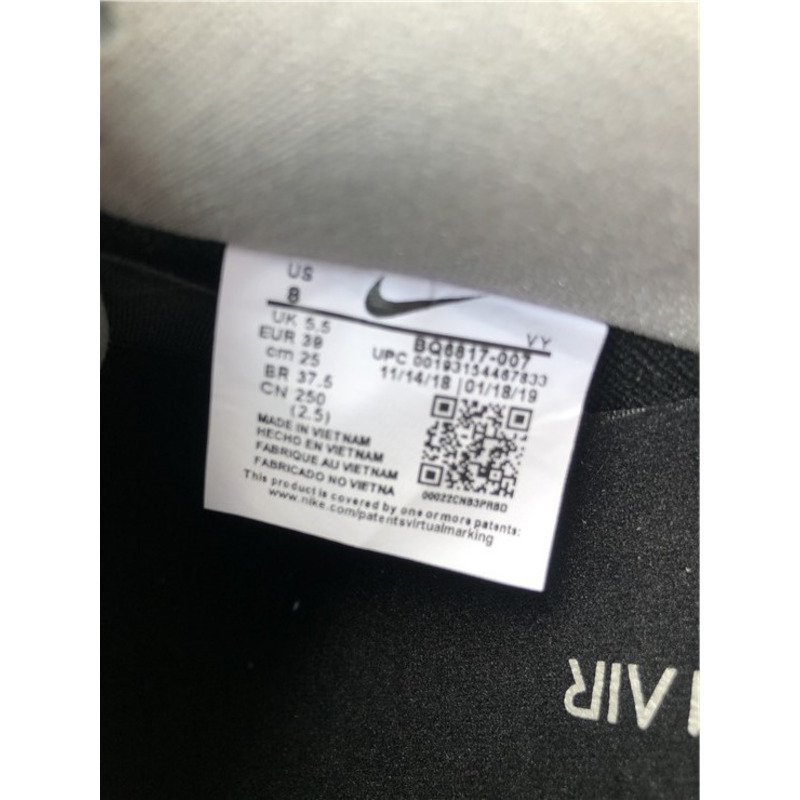 US
8
UK 5.5
EUR 39
cm 25
BR 37.5
CN 250
(2.5)
VY
BQ6817-007
UPC 00193154467833
11/14/18 | 01/18/19
MADE IN VIETNAM
HECHO EN VIETNAM
FABRIQUE AU VIETNAM
FABRICADO NO VIETNA
00022CN83PR8D
This product is covered by one or more patents:
www.nike.com/patentsvirtualmarking
AIR